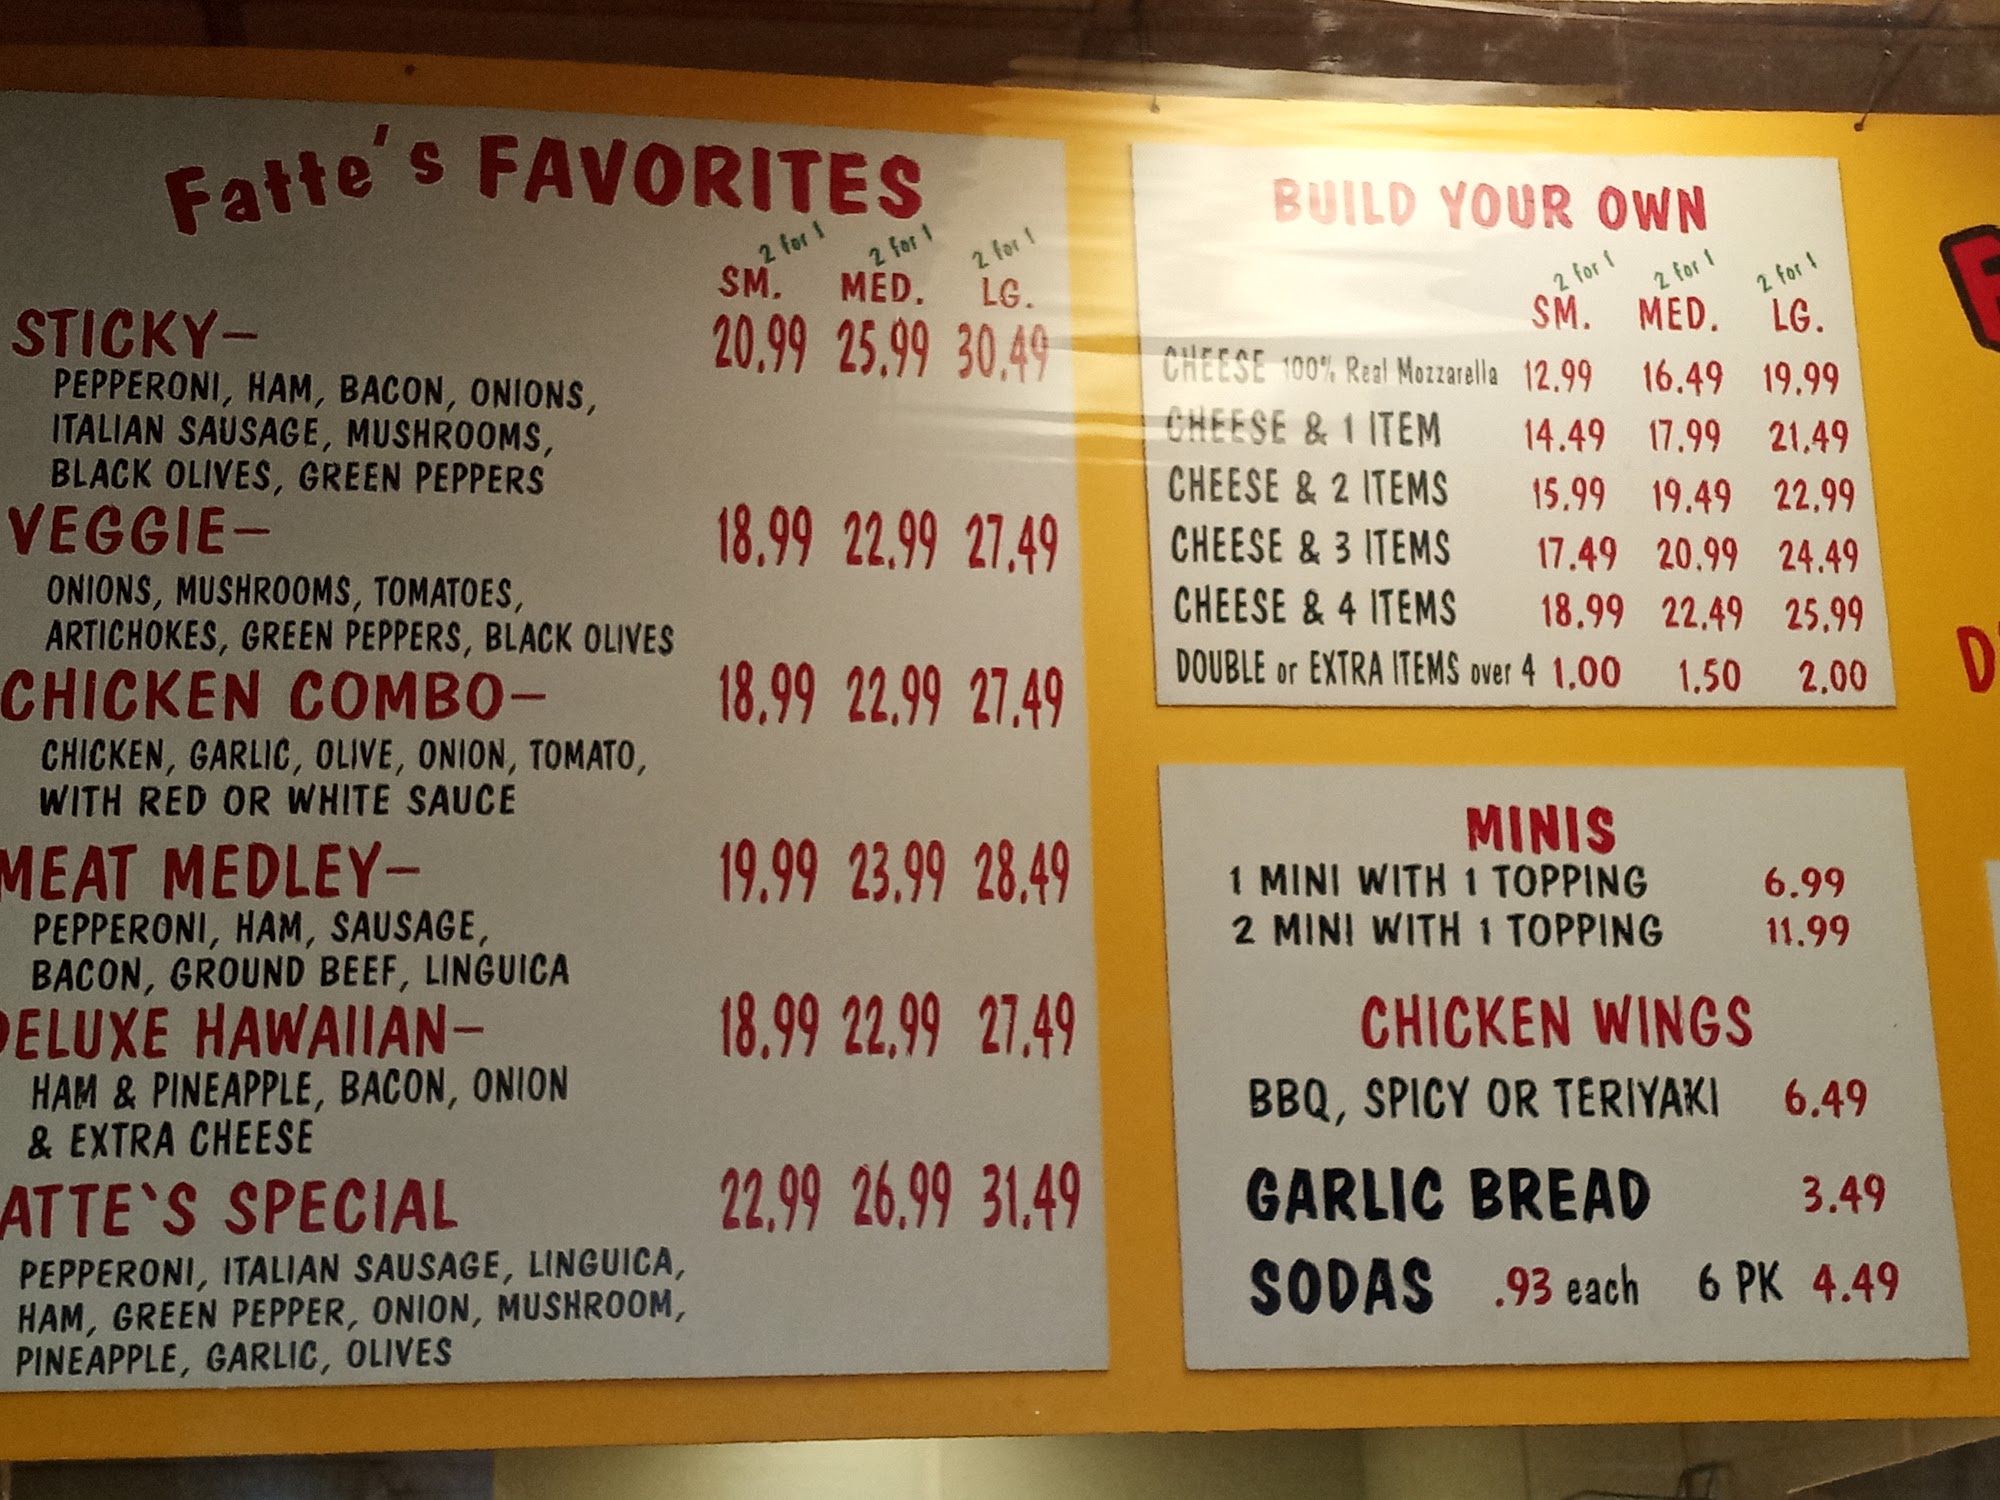 Fatte's FAVORITES
2 for 1 2 for 1 2 for 1
SM. MED. LG.
STICKY— 20.99 25.99 30.49
PEPPERONI, HAM, BACON, ONIONS,
ITALIAN SAUSAGE, MUSHROOMS,
BLACK OLIVES, GREEN PEPPERS
VEGGIE— 18.99 22.99 27.49
ONIONS, MUSHROOMS, TOMATOES,
ARTICHOKES, GREEN PEPPERS, BLACK OLIVES
CHICKEN COMBO— 18.99 22.99 27.49
CHICKEN, GARLIC, OLIVE, ONION, TOMATO,
WITH RED OR WHITE SAUCE
MEAT MEDLEY— 19.99 23.99 28.49
PEPPERONI, HAM, SAUSAGE,
BACON, GROUND BEEF, LINGUICA
DELUXE HAWAIIAN— 18.99 22.99 27.49
HAM & PINEAPPLE, BACON, ONION
& EXTRA CHEESE
ATTE`S SPECIAL 22.99 26.99 31.49
PEPPERONI, ITALIAN SAUSAGE, LINGUICA,
HAM, GREEN PEPPER, ONION, MUSHROOM,
PINEAPPLE, GARLIC, OLIVES
BUILD YOUR OWN
2 for 1 2 for 1 2 for 1
SM. MED. LG.
CHEESE 100% Real Mozzarella 12.99 16.49 19.99
CHEESE & 1 ITEM 14.49 17.99 21.49
CHEESE & 2 ITEMS 15.99 19.49 22.99
CHEESE & 3 ITEMS 17.49 20.99 24.49
CHEESE & 4 ITEMS 18.99 22.49 25.99
DOUBLE or EXTRA ITEMS over 4 1.00 1.50 2.00
MINIS
1 MINI WITH 1 TOPPING 6.99
2 MINI WITH 1 TOPPING 11.99
CHICKEN WINGS
BBQ, SPICY OR TERIYAKI 6.49
GARLIC BREAD 3.49
SODAS .93 each 6 PK 4.49